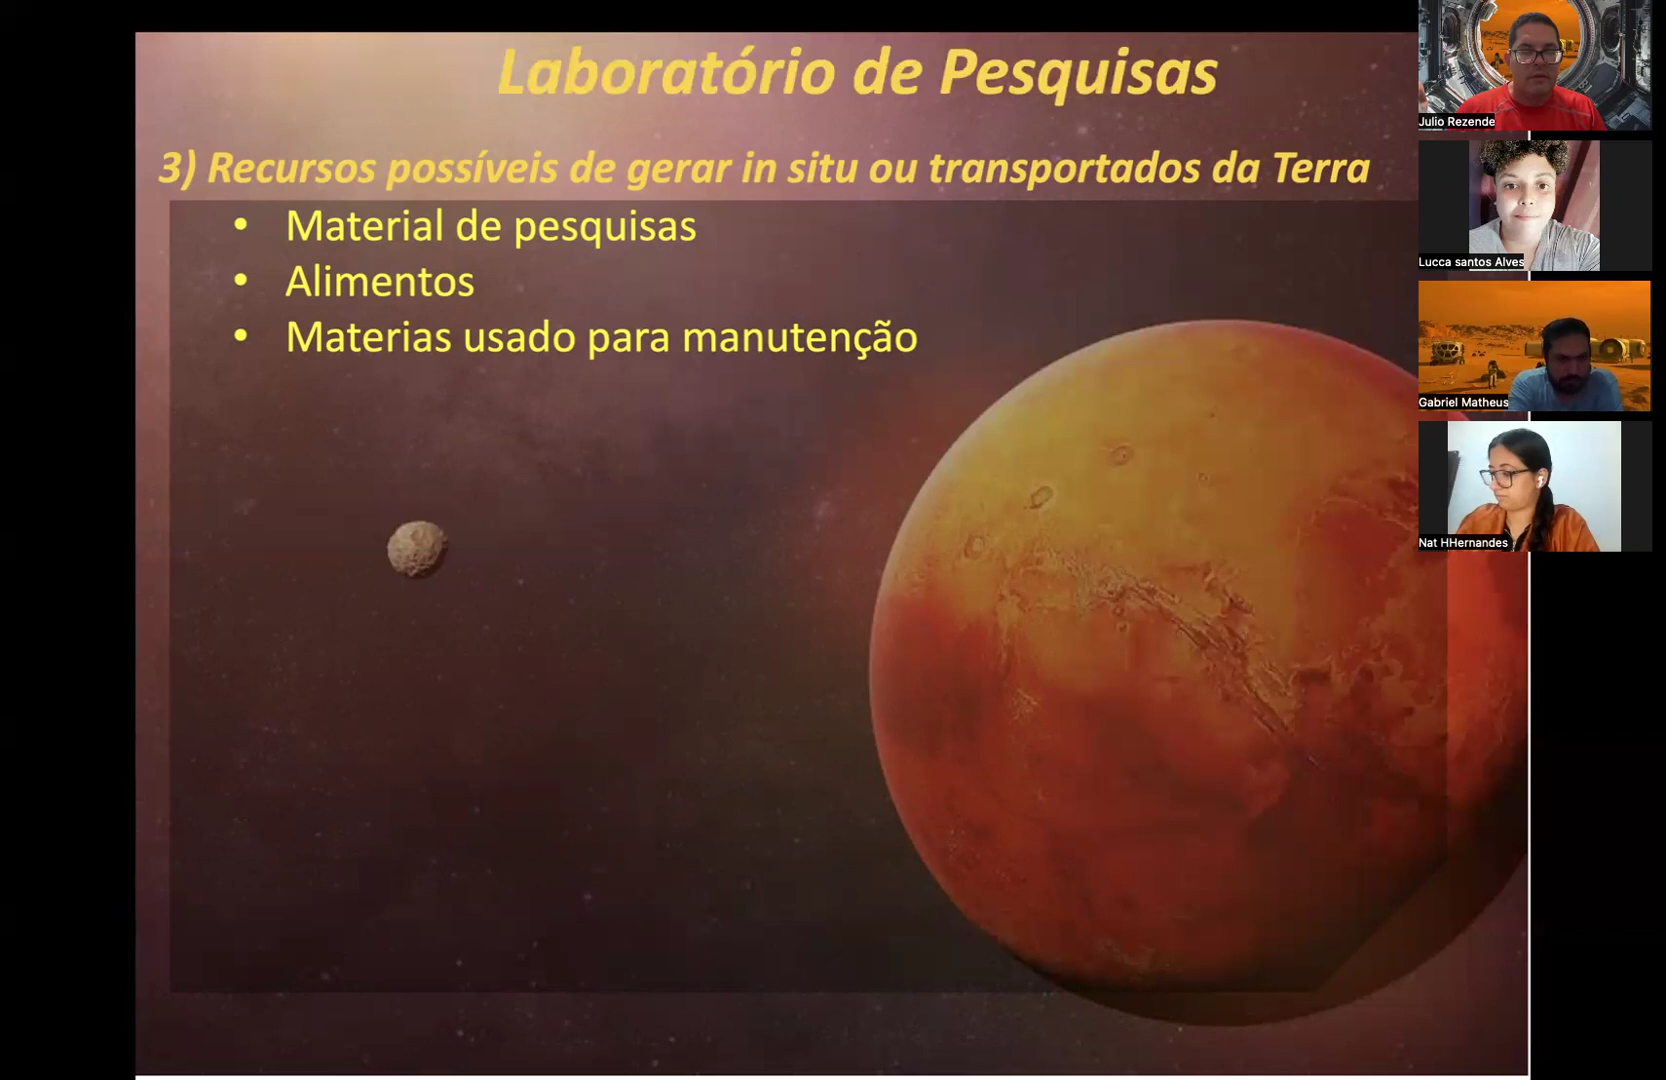 Laboratório de Pesquisas
3) Recursos possíveis de gerar in situ ou transportados da Terra
• Material de pesquisas
• Alimentos
• Materias usado para manutenção
Julio Rezende
Lucca santos Alves
Gabriel Matheus
Nat HHernandes